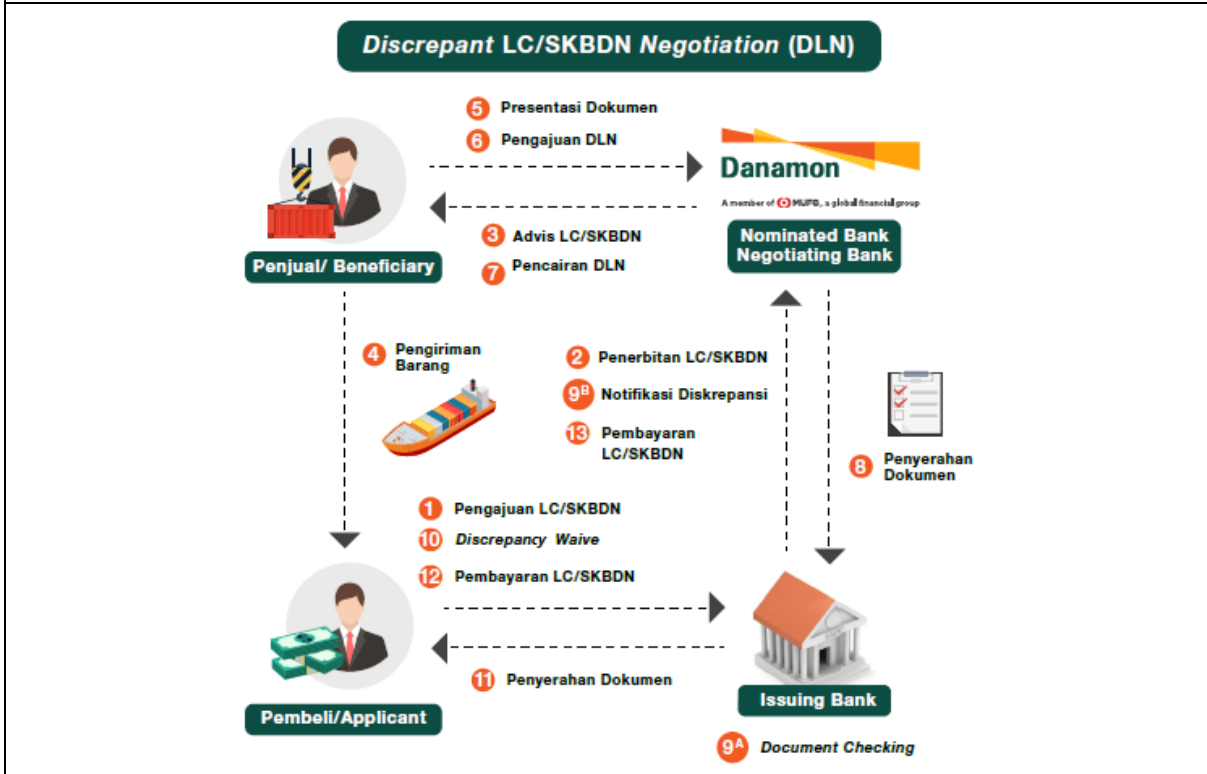 Discrepant LC/SKBDN Negotiation (DLN)
5 Presentasi Dokumen
6 Pengajuan DLN
Danamon
A member of MUFG, a global financial group
Nominated Bank
Negotiating Bank
3 Advis LC/SKBDN
7 Pencairan DLN
Penjual/ Beneficiary
4 Pengiriman
Barang
2 Penerbitan LC/SKBDN
9B Notifikasi Diskrepansi
13 Pembayaran
LC/SKBDN
8 Penyerahan
Dokumen
1 Pengajuan LC/SKBDN
10 Discrepancy Waive
12 Pembayaran LC/SKBDN
11 Penyerahan Dokumen
Pembeli/Applicant
Issuing Bank
9A Document Checking